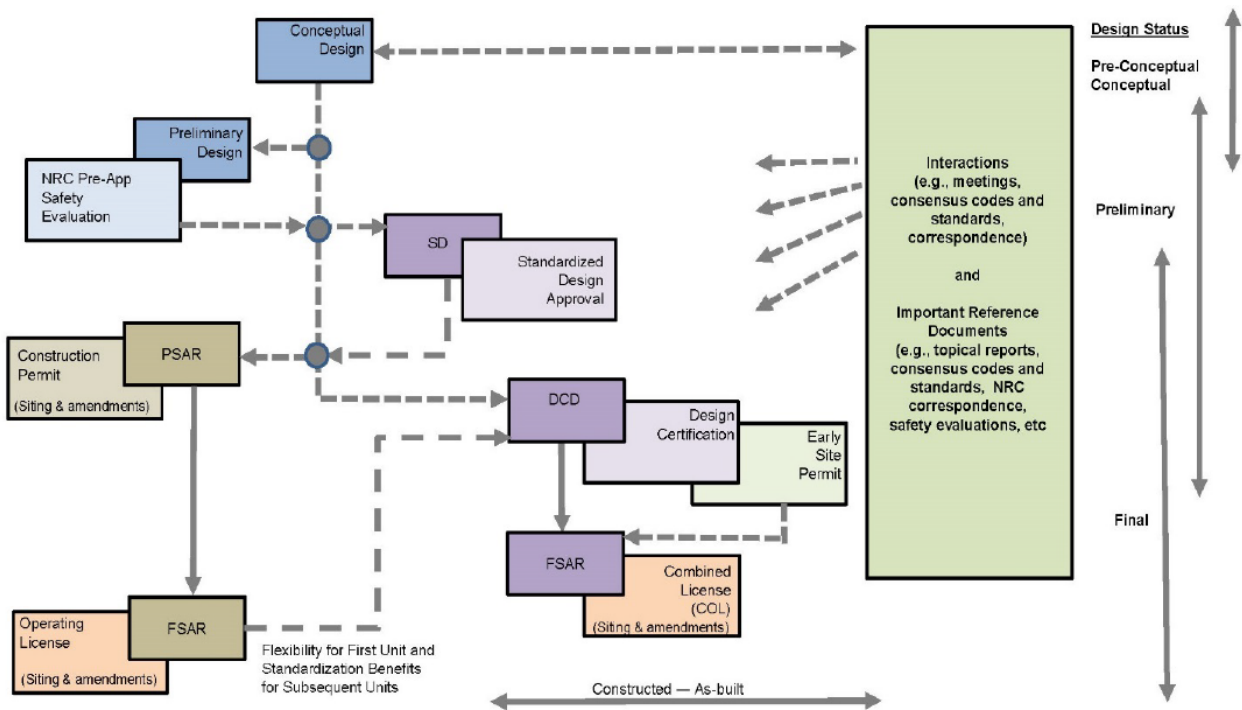 Conceptual
Design
Design Status
Pre-Conceptual
Conceptual
Preliminary
Design
NRC Pre-App
Safety
Evaluation
SD
Standardized
Design
Approval
Interactions
(e.g., meetings,
consensus codes and
standards,
correspondence)
and
Important Reference
Documents
(e.g., topical reports,
consensus codes and
standards, NRC
correspondence,
safety evaluations, etc
Preliminary
Final
Construction
Permit
(Siting & amendments)
PSAR
DCD
Design
Certification
Early
Site
Permit
FSAR
Combined
License
(COL)
(Siting & amendments)
Operating
License
(Siting & amendments)
FSAR
Flexibility for First Unit and
Standardization Benefits
for Subsequent Units
Constructed — As-built